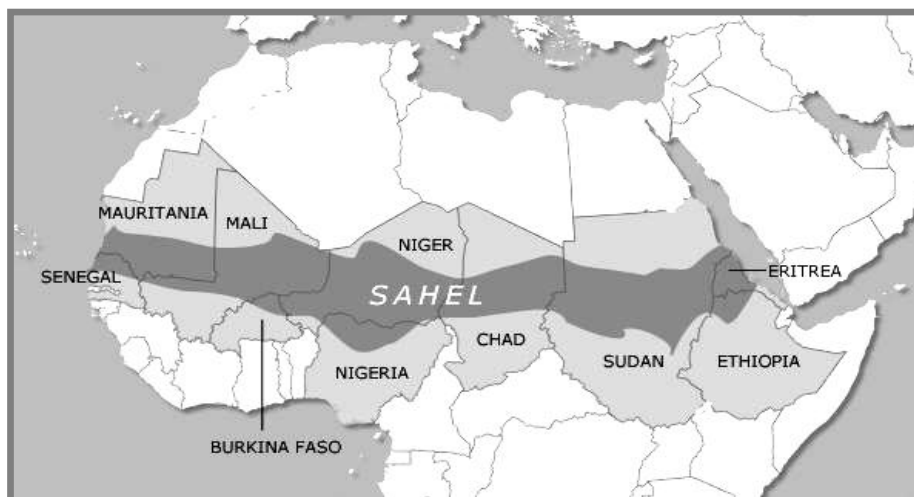 MAURITANIA
MALI
NIGER
ERITREA
SENEGAL
SAHEL
CHAD
SUDAN
ETHIOPIA
NIGERIA
BURKINA FASO